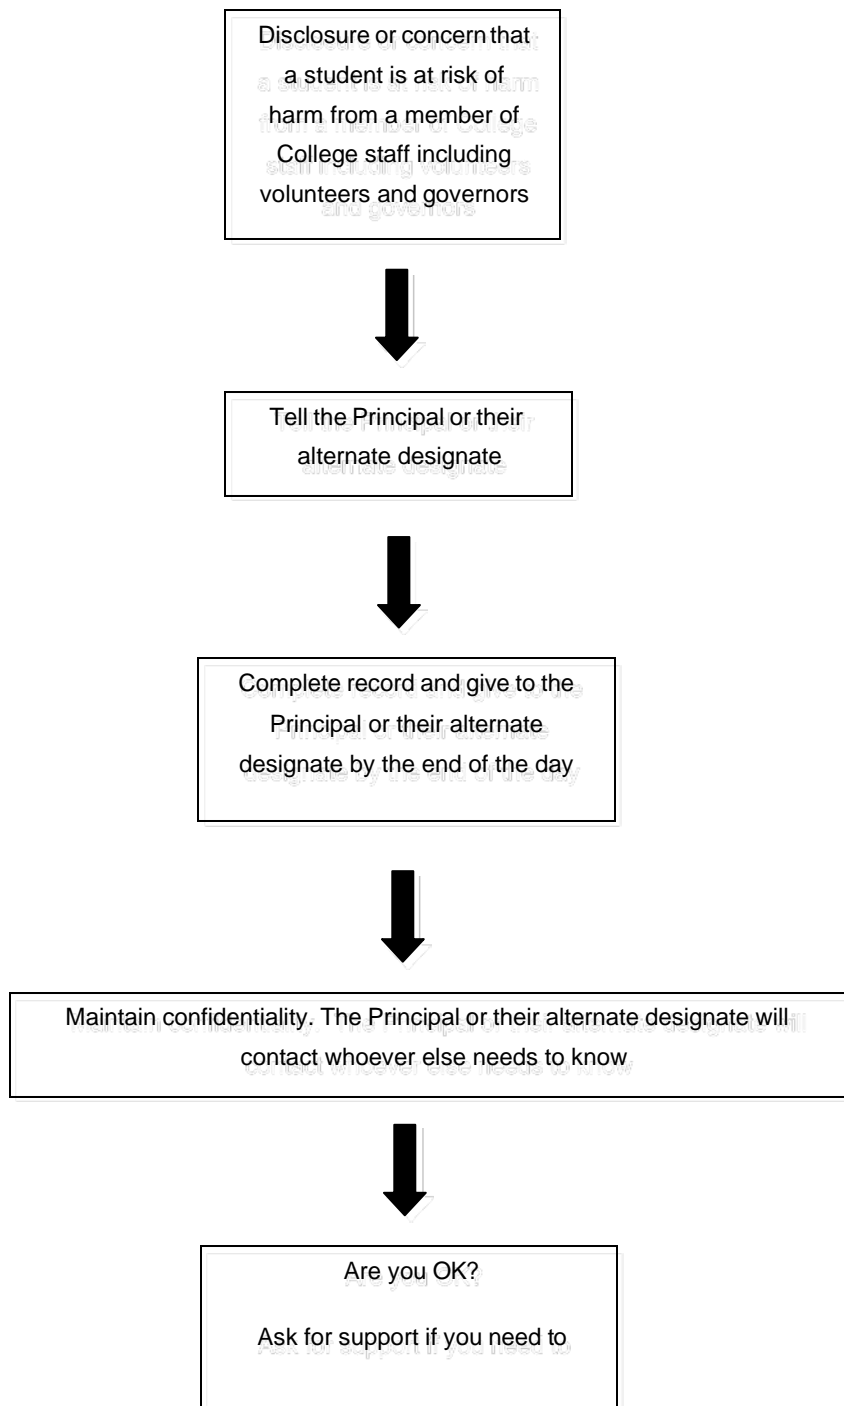 Disclosure or concern that
a student is at risk of
harm from a member of
College staff including
volunteers and governors
Tell the Principal or their
alternate designate
Complete record and give to the
Principal or their alternate
designate by the end of the day
Maintain confidentiality. The Principal or their alternate designate will
contact whoever else needs to know
Are you OK?
Ask for support if you need to